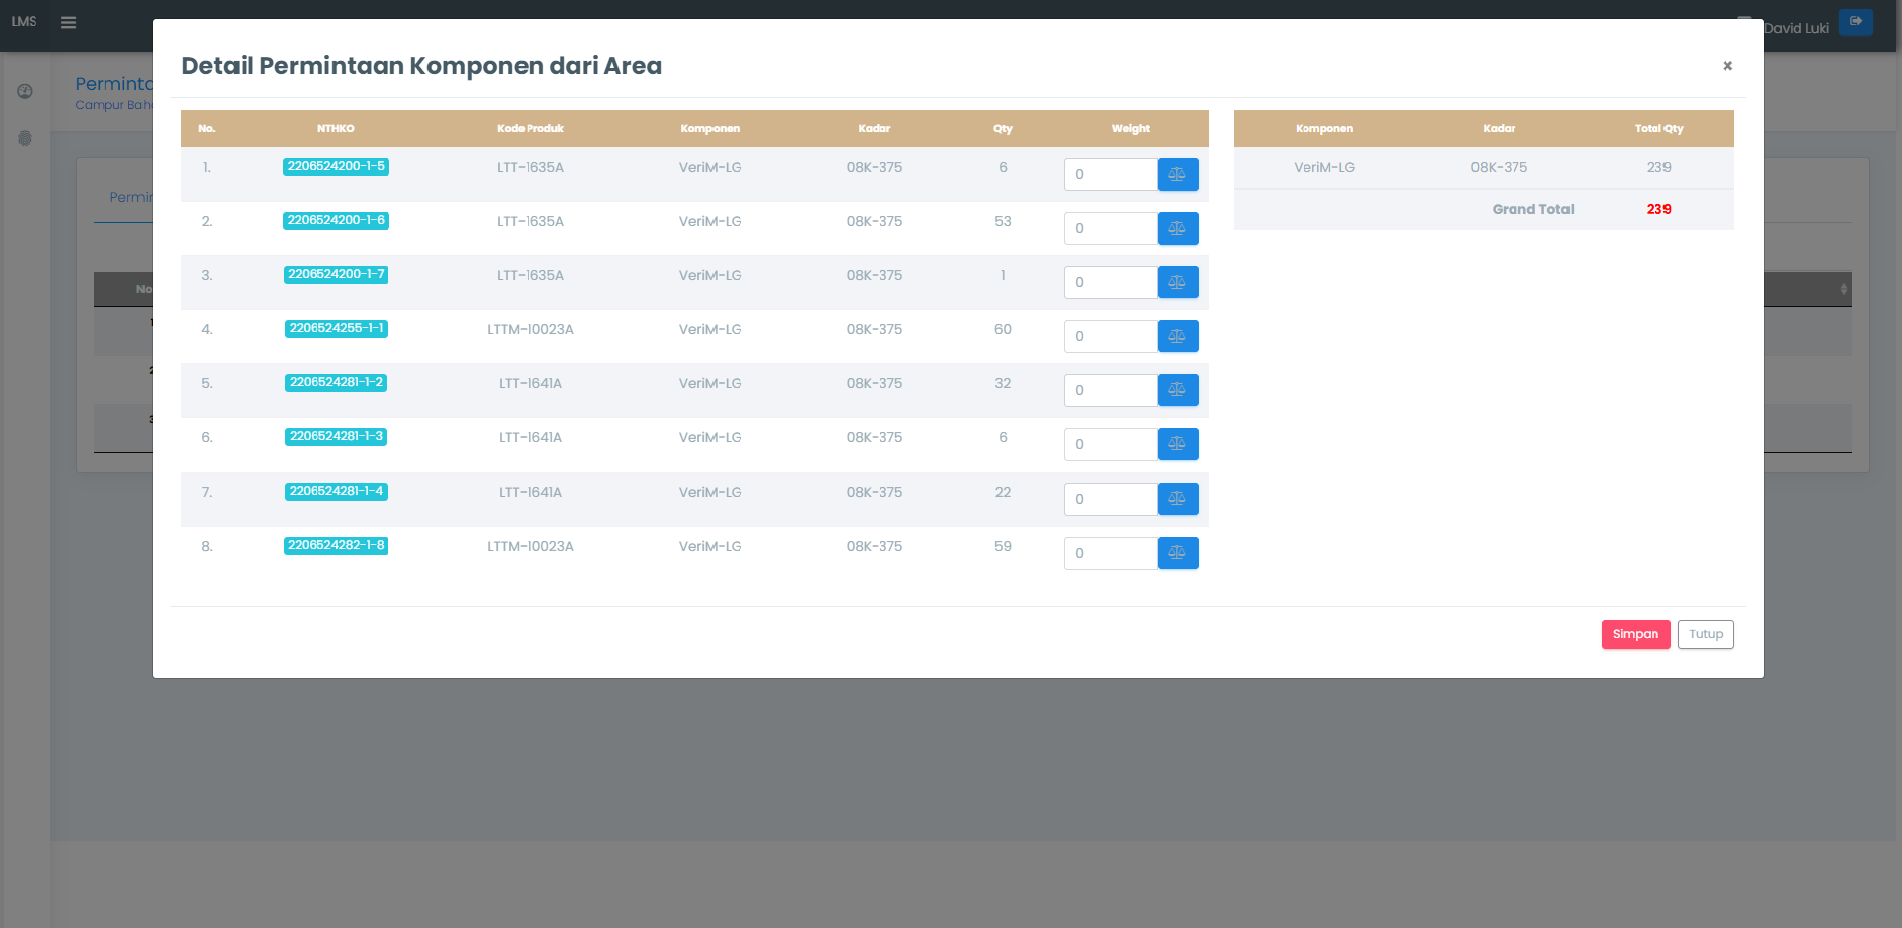 LMS
David Luki
Detail Permintaan Komponen dari Area
×
Campur
No. NTHKO Kode Produk Komponen Kadar Qty Weight
1. 2206524200-1-5 LTT-1635A VeriM-LG 08K-375 6 0
2. 2206524200-1-6 LTT-1635A VeriM-LG 08K-375 53 0
3. 2206524200-1-7 LTT-1635A VeriM-LG 08K-375 1 0
4. 2206524255-1-1 LTTM-10023A VeriM-LG 08K-375 60 0
5. 2206524281-1-2 LTT-1641A VeriM-LG 08K-375 32 0
6. 2206524281-1-3 LTT-1641A VeriM-LG 08K-375 6 0
7. 2206524281-1-4 LTT-1641A VeriM-LG 08K-375 22 0
8. 2206524282-1-8 LTTM-10023A VeriM-LG 08K-375 59 0
Komponen Kadar Total Qty
VeriM-LG 08K-375 239
Grand Total 239
Simpan Tutup